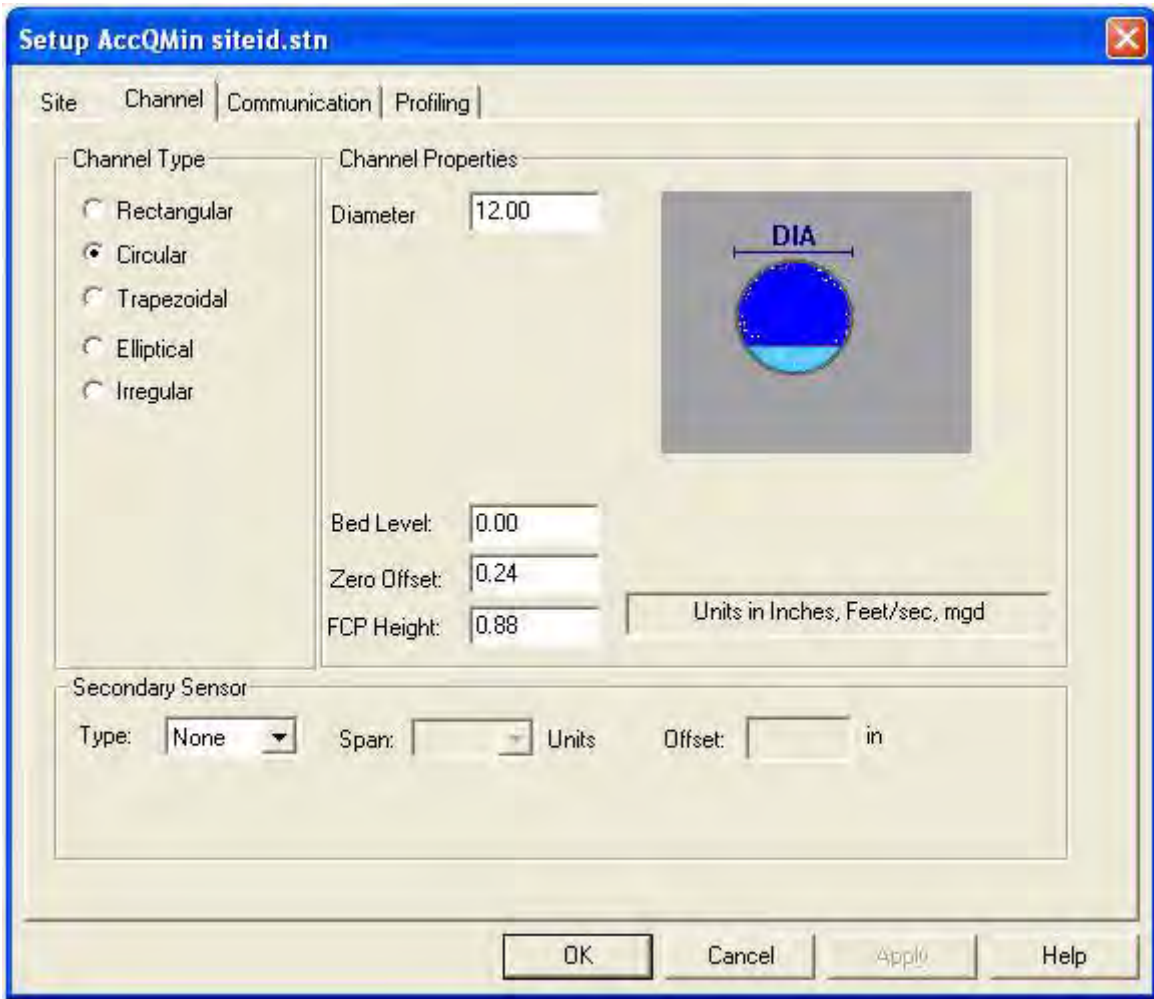 Setup AccQMin siteid.stn
Site Channel Communication Profiling
Channel Type
Rectangular
Circular
Trapezoidal
Elliptical
Irregular
Channel Properties
Diameter 12.00
DIA
Bed Level: 0.00
Zero Offset: 0.24
FCP Height: 0.88
Units in Inches, Feet/sec, mgd
Secondary Sensor
Type: None Span: Units Offset: in
OK Cancel Apply Help